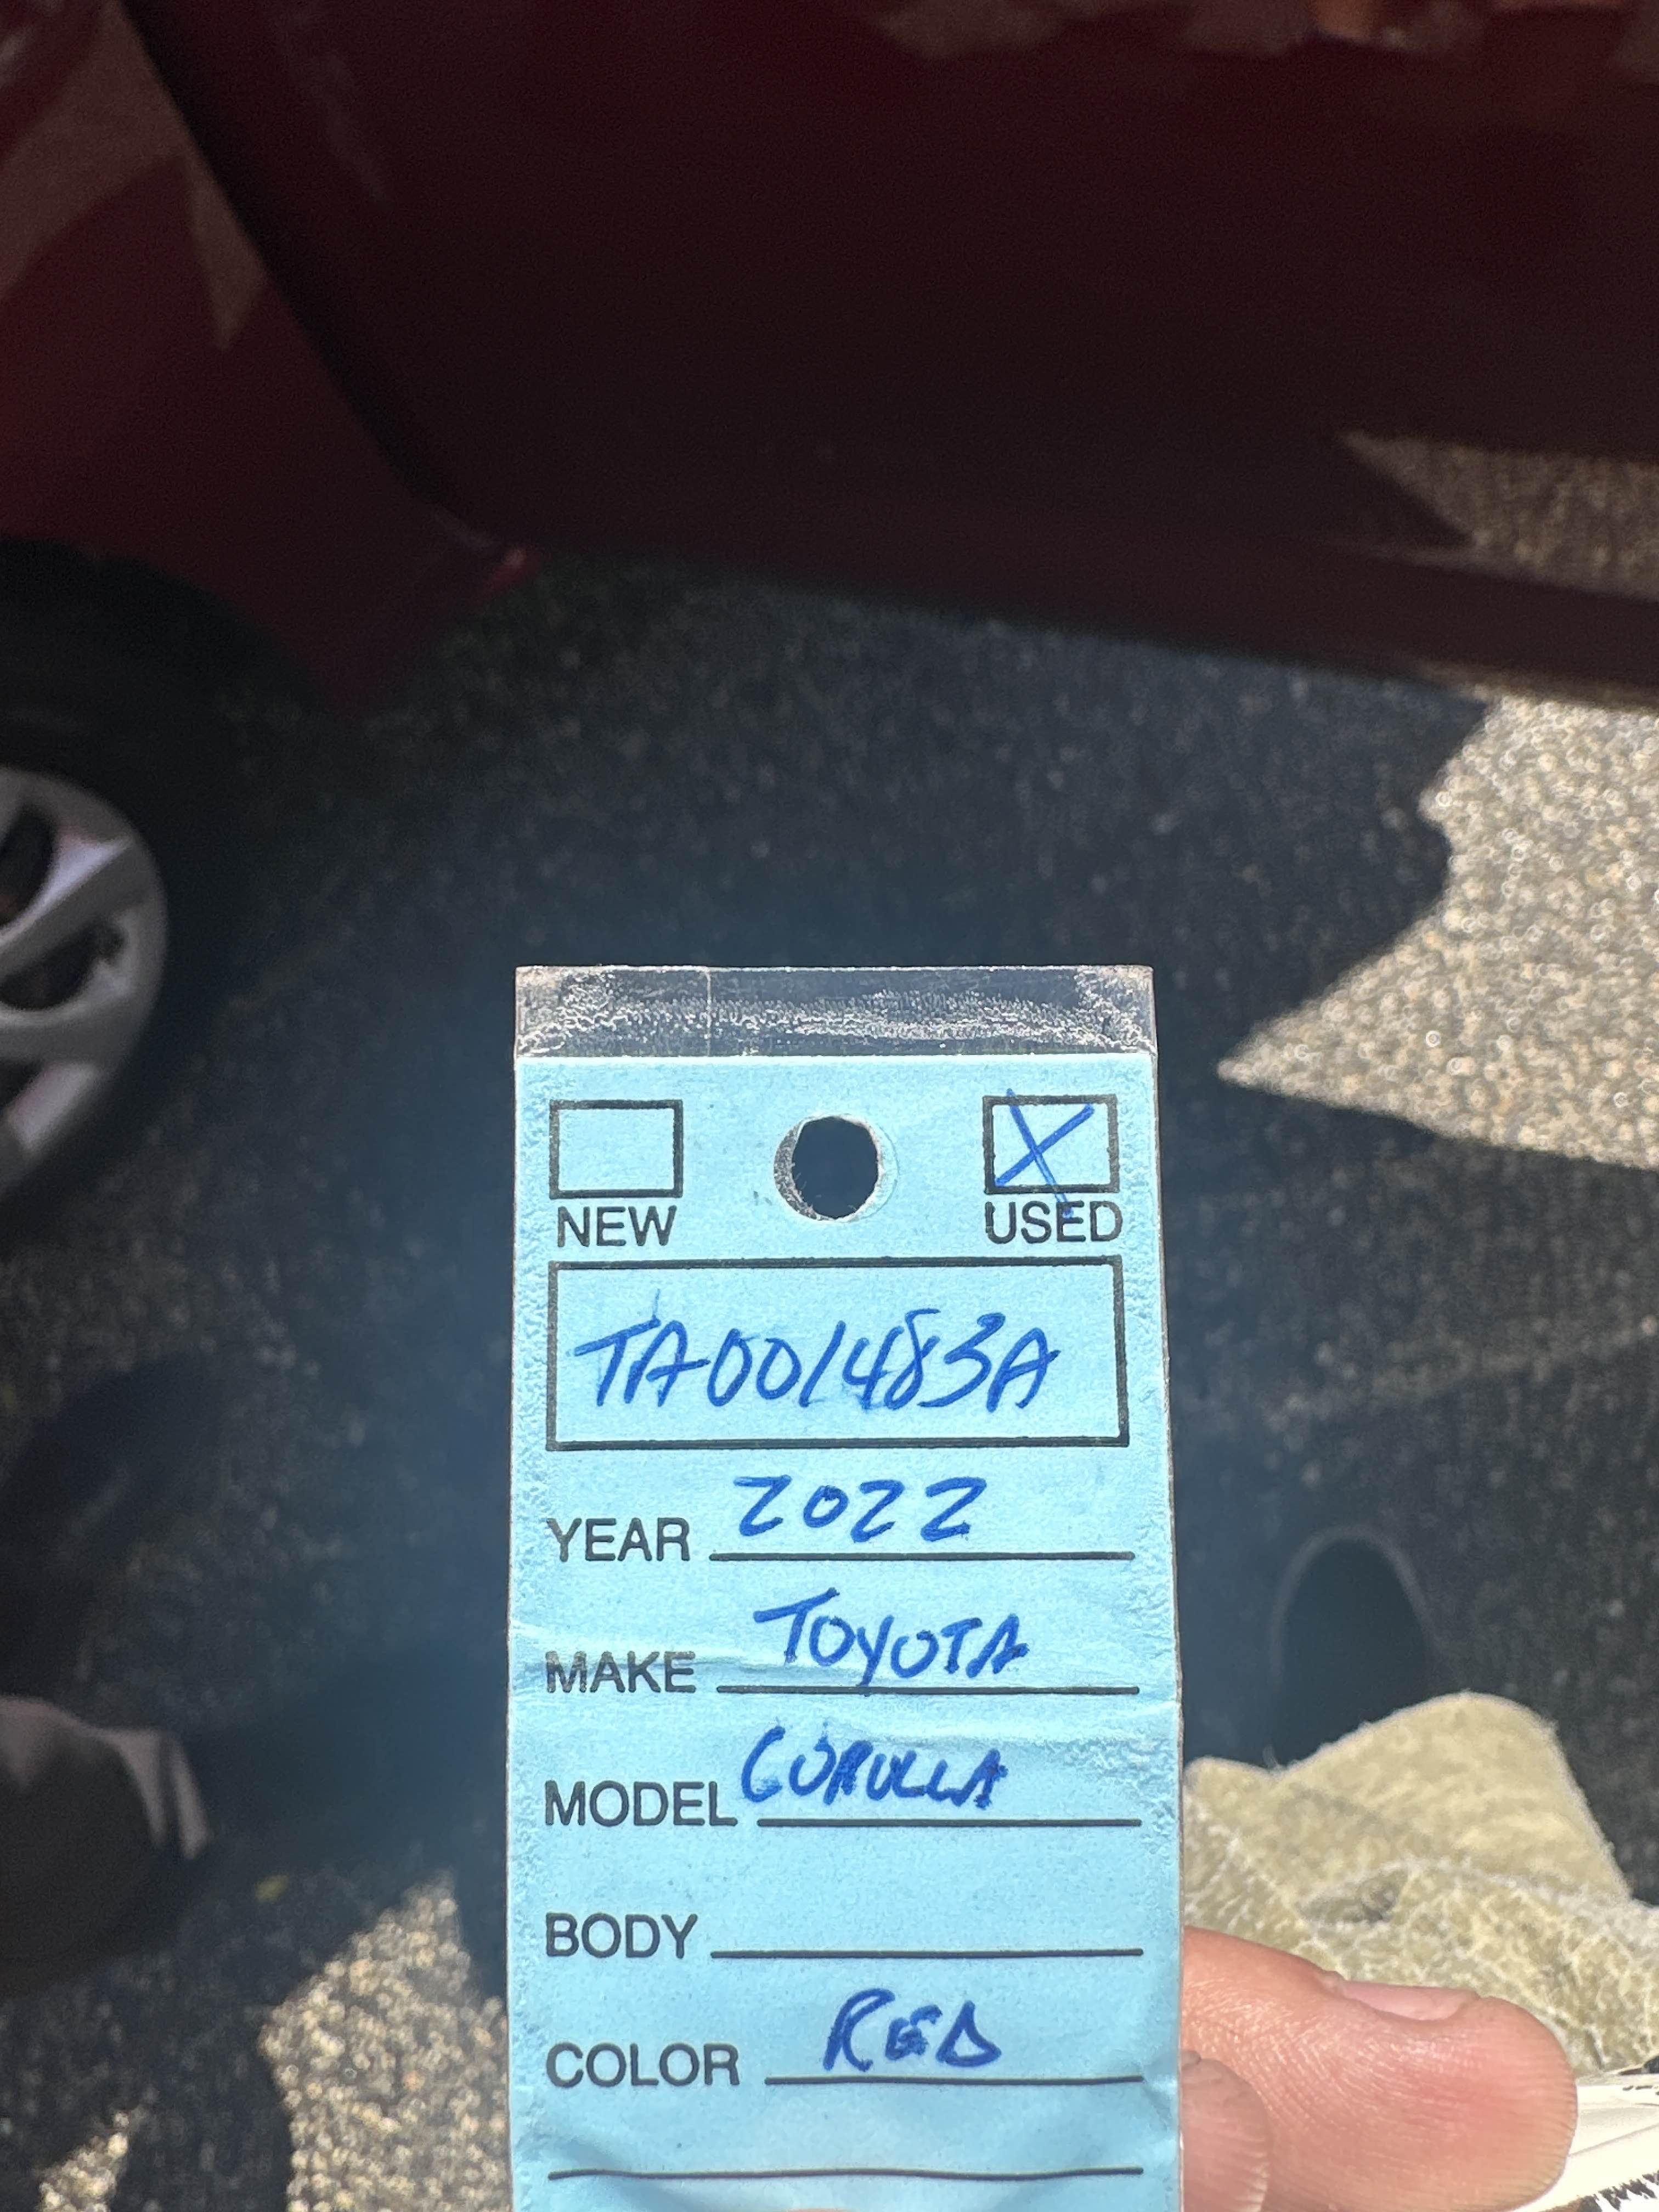 NEW USED
TA001483A
YEAR 2022
MAKE TOYOTA
MODEL COROLLA
BODY
COLOR RED